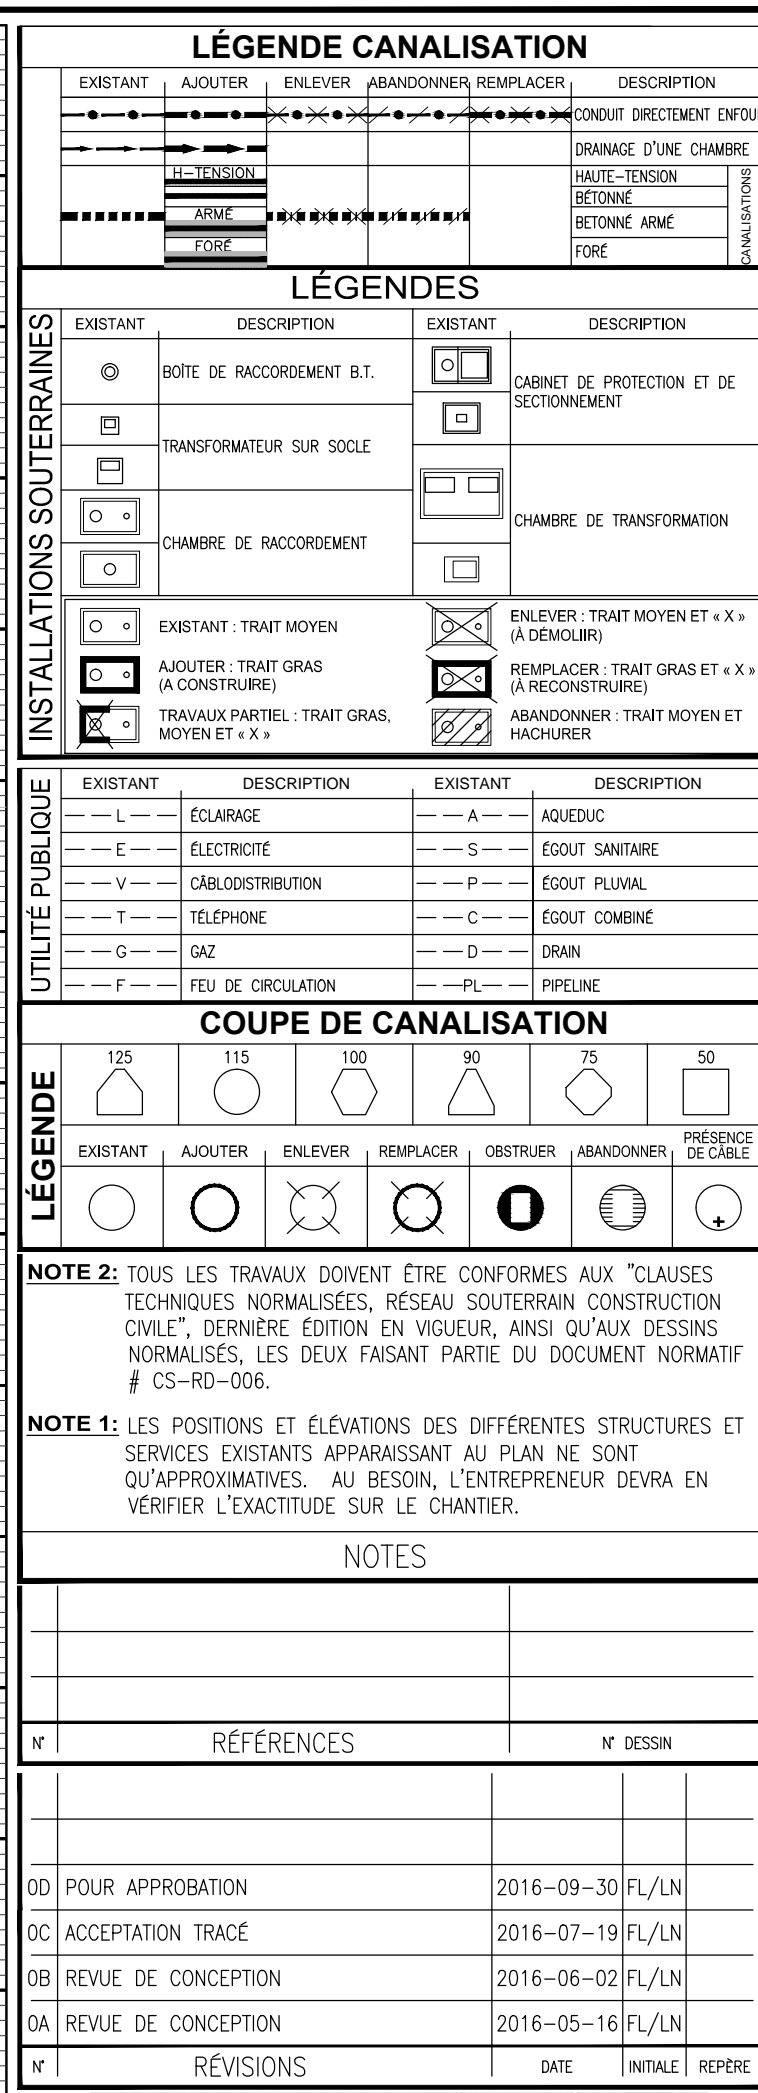 LÉGENDE CANALISATION
EXISTANT AJOUTER ENLEVER ABANDONNER REMPLACER DESCRIPTION
CONDUIT DIRECTEMENT ENFOUI
DRAINAGE D'UNE CHAMBRE
H-TENSION HAUTE-TENSION
BÉTONNÉ
ARMÉ BETONNÉ ARMÉ
FORÉ FORÉ
CANALISATIONS
LÉGENDES
INSTALLATIONS SOUTERRAINES
EXISTANT DESCRIPTION EXISTANT DESCRIPTION
BOÎTE DE RACCORDEMENT B.T.
CABINET DE PROTECTION ET DE
SECTIONNEMENT
TRANSFORMATEUR SUR SOCLE
CHAMBRE DE RACCORDEMENT
CHAMBRE DE TRANSFORMATION
EXISTANT : TRAIT MOYEN
ENLEVER : TRAIT MOYEN ET « X »
(À DÉMOLIIR)
AJOUTER : TRAIT GRAS
(A CONSTRUIRE)
REMPLACER : TRAIT GRAS ET « X »
(À RECONSTRUIRE)
TRAVAUX PARTIEL : TRAIT GRAS,
MOYEN ET « X »
ABANDONNER : TRAIT MOYEN ET
HACHURER
UTILITÉ PUBLIQUE
EXISTANT DESCRIPTION EXISTANT DESCRIPTION
L ÉCLAIRAGE A AQUEDUC
E ÉLECTRICITÉ S ÉGOUT SANITAIRE
V CÂBLODISTRIBUTION P ÉGOUT PLUVIAL
T TÉLÉPHONE C ÉGOUT COMBINÉ
G GAZ D DRAIN
F FEU DE CIRCULATION PL PIPELINE
COUPE DE CANALISATION
LÉGENDE
125 115 100 90 75 50
EXISTANT AJOUTER ENLEVER REMPLACER OBSTRUER ABANDONNER PRÉSENCE
DE CÂBLE
NOTE 2: TOUS LES TRAVAUX DOIVENT ÊTRE CONFORMES AUX "CLAUSES
TECHNIQUES NORMALISÉES, RÉSEAU SOUTERRAIN CONSTRUCTION
CIVILE", DERNIÈRE ÉDITION EN VIGUEUR, AINSI QU'AUX DESSINS
NORMALISÉS, LES DEUX FAISANT PARTIE DU DOCUMENT NORMATIF
# CS-RD-006.
NOTE 1: LES POSITIONS ET ÉLÉVATIONS DES DIFFÉRENTES STRUCTURES ET
SERVICES EXISTANTS APPARAISSANT AU PLAN NE SONT
QU'APPROXIMATIVES. AU BESOIN, L'ENTREPRENEUR DEVRA EN
VÉRIFIER L'EXACTITUDE SUR LE CHANTIER.
NOTES
N° RÉFÉRENCES N° DESSIN
0D POUR APPROBATION 2016-09-30 FL/LN
0C ACCEPTATION TRACÉ 2016-07-19 FL/LN
0B REVUE DE CONCEPTION 2016-06-02 FL/LN
0A REVUE DE CONCEPTION 2016-05-16 FL/LN
N° RÉVISIONS DATE INITIALE REPÈRE